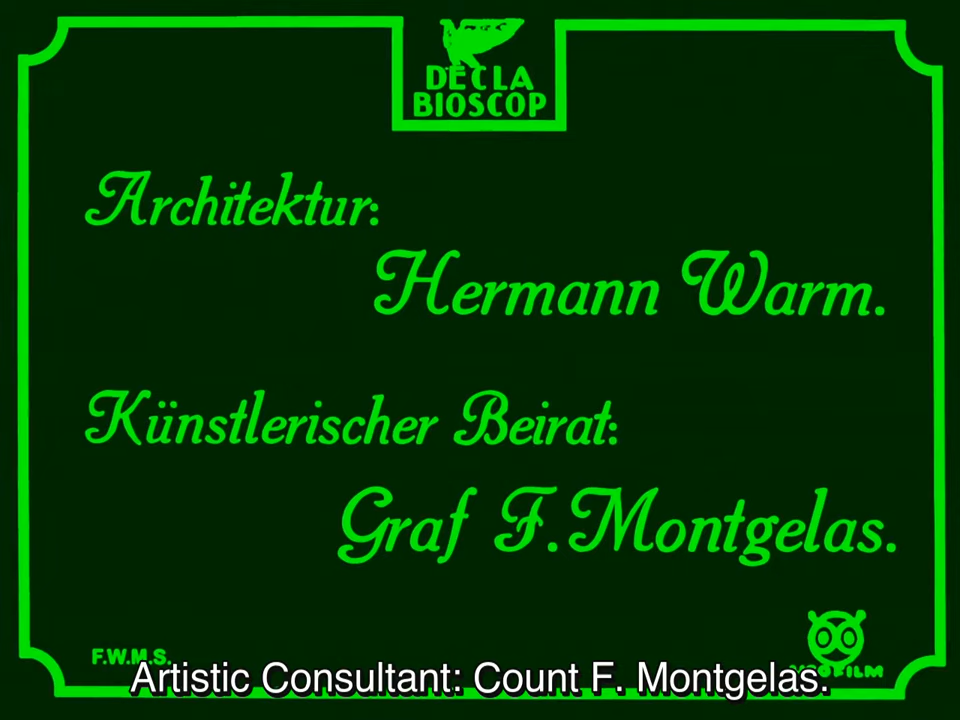 DECLA
BIOSCOP
Architektur:
Hermann Warm.
Künstlerischer Beirat:
Graf F. Montgelas.
F.W.M.S.
Artistic Consultant: Count F. Montgelas.